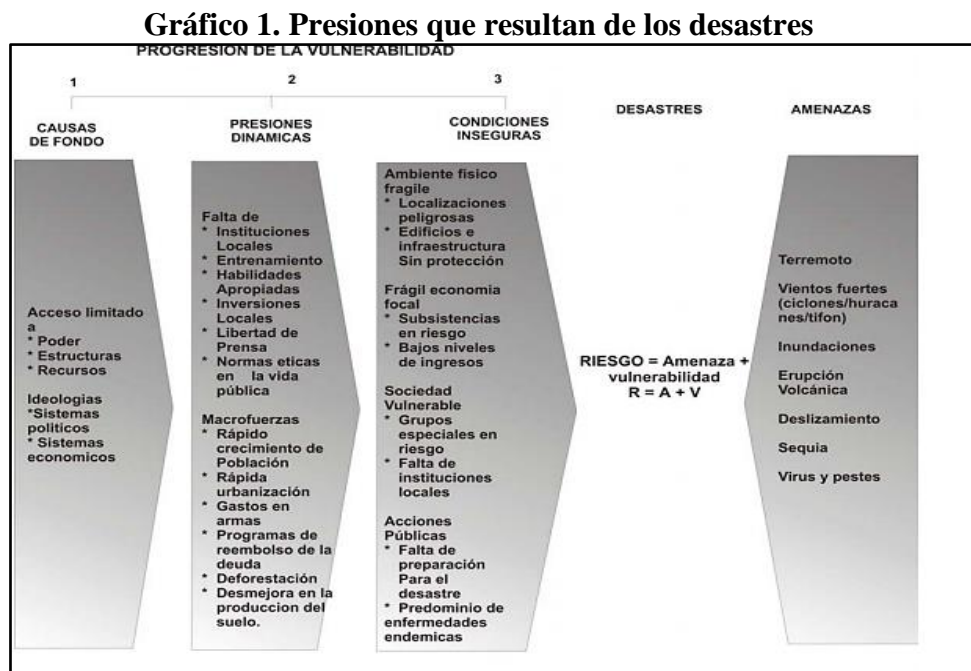 Gráfico 1. Presiones que resultan de los desastres
PROGRESION DE LA VULNERABILIDAD
1
2
3
CAUSAS
DE FONDO
PRESIONES
DINAMICAS
CONDICIONES
INSEGURAS
DESASTRES
AMENAZAS
Acceso limitado
a
* Poder
* Estructuras
* Recursos
Ideologias
*Sistemas
politicos
* Sistemas
economicos
Falta de
* Instituciones
Locales
* Entrenamiento
* Habilidades
Apropiadas
* Inversiones
Locales
* Libertad de
Prensa
* Normas eticas
en la vida
pública
Macrofuerzas
* Rápido
crecimiento de
Población
* Rápida
urbanización
* Gastos en
armas
* Programas de
reembolso de la
deuda
* Deforestación
* Desmejora en la
produccion del
suelo.
Ambiente fisico
fragile
* Localizaciones
peligrosas
* Edificios e
infraestructura
Sin protección
Frágil economia
focal
* Subsistencias
en riesgo
* Bajos niveles
de ingresos
Sociedad
Vulnerable
* Grupos
especiales en
riesgo
* Falta de
instituciones
locales
Acciones
Públicas
* Falta de
preparación
Para el
desastre
* Predominio de
enfermedades
endemicas
RIESGO = Amenaza +
vulnerabilidad
R = A + V
Terremoto
Vientos fuertes
(ciclones/huraca
nes/tifon)
Inundaciones
Erupción
Volcánica
Deslizamiento
Sequia
Virus y pestes